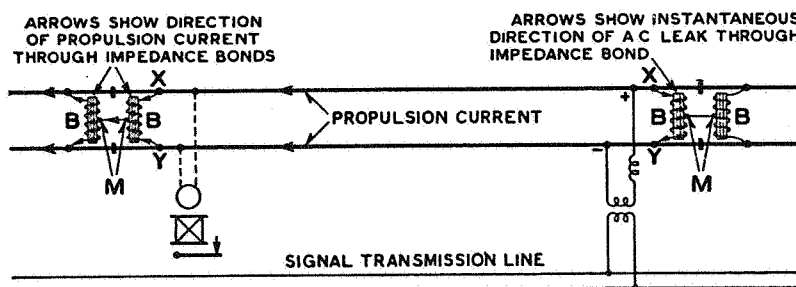 ARROWS SHOW DIRECTION
OF PROPULSION CURRENT
THROUGH IMPEDANCE BONDS
ARROWS SHOW INSTANTANEOUS
DIRECTION OF AC LEAK THROUGH
IMPEDANCE BOND
X
X
+
B
B
PROPULSION CURRENT
B
B
Y
-
Y
M
M
SIGNAL TRANSMISSION LINE